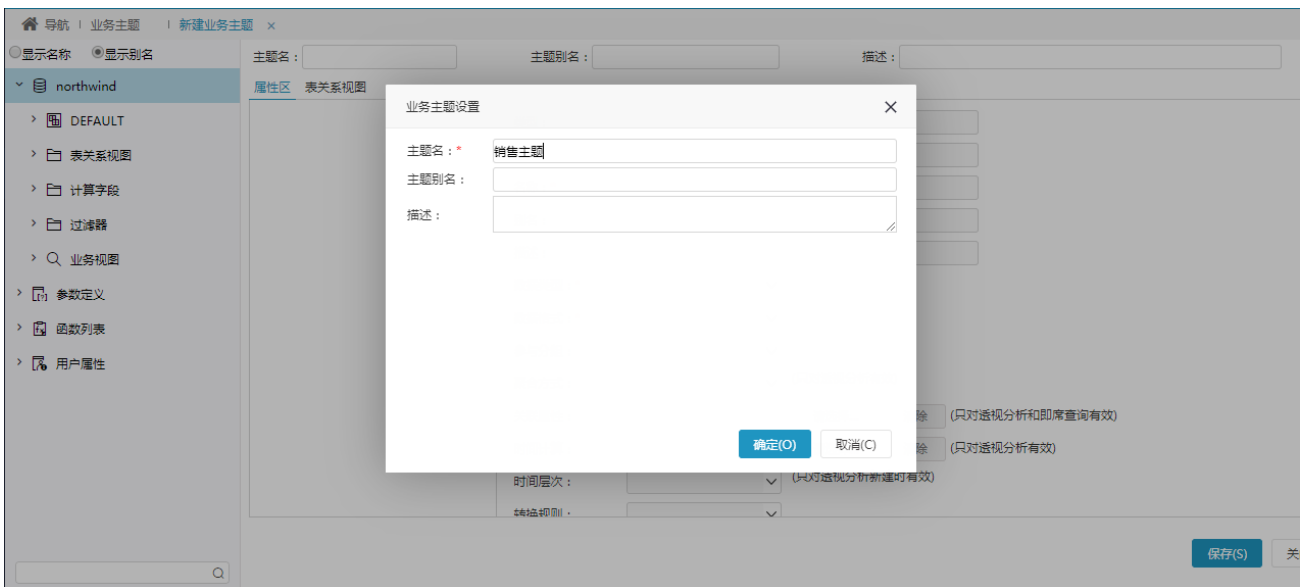 导航 业务主题 新建业务主题 ×
显示名称 显示别名
主题名： 主题别名： 描述：
northwind
属性区 表关系视图
DEFAULT
表关系视图
计算字段
过滤器
业务视图
参数定义
函数列表
用户属性
业务主题设置
主题名：*
销售主题
主题别名：
描述：
确定(O) 取消(C)
除 (只对透视分析和即席查询有效)
除 (只对透视分析有效)
时间层次： (只对透视分析新建时有效)
转换规则：
保存(S) 关